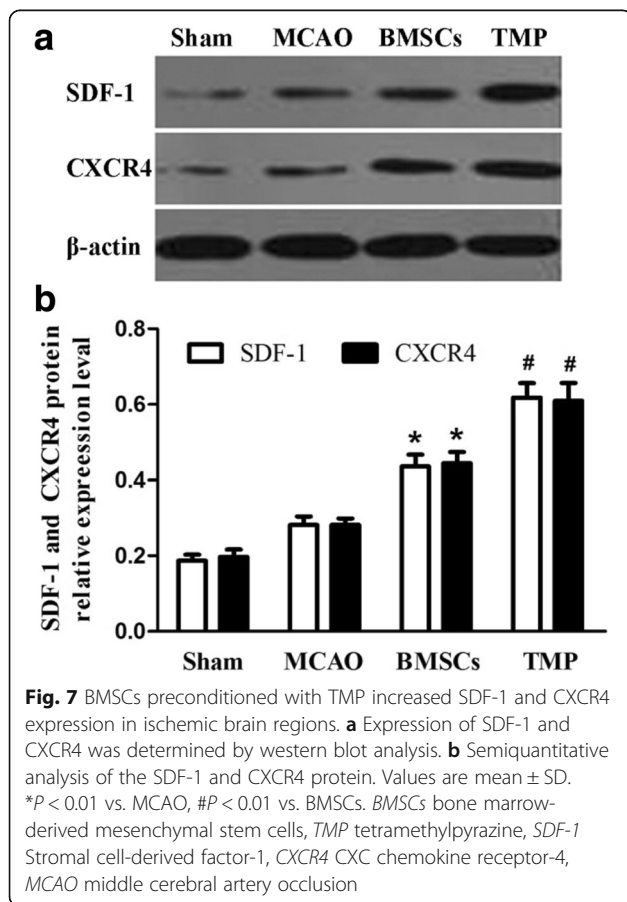 a
Sham MCAO BMSCs TMP
SDF-1
CXCR4
β-actin
b
SDF-1 and CXCR4 protein
relative expreession leval
0.8
0.6
0.4
0.2
0.0
SDF-1 CXCR4
* * # #
Sham MCAO BMSCs TMP
Fig. 7 BMSCs preconditioned with TMP increased SDF-1 and CXCR4
expression in ischemic brain regions. a Expression of SDF-1 and
CXCR4 was determined by western blot analysis. b Semiquantitative
analysis of the SDF-1 and CXCR4 protein. Values are mean ± SD.
*P < 0.01 vs. MCAO, #P < 0.01 vs. BMSCs. BMSCs bone marrow-
derived mesenchymal stem cells, TMP tetramethylpyrazine, SDF-1
Stromal cell-derived factor-1, CXCR4 CXC chemokine receptor-4,
MCAO middle cerebral artery occlusion